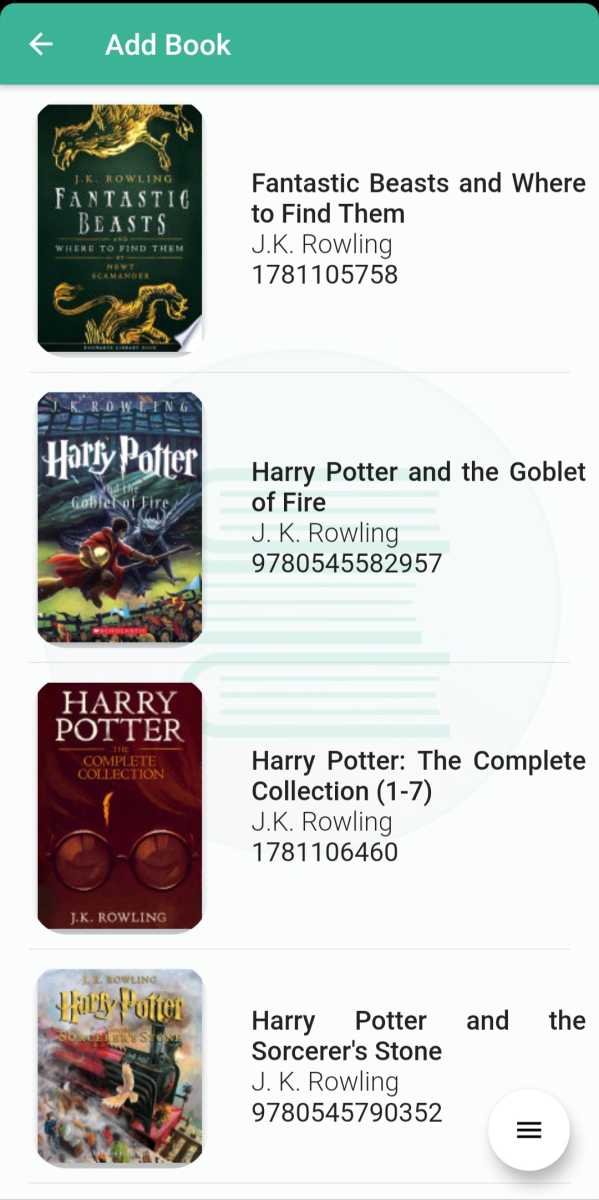 Add Book
J.K. ROWLING
FANTASTIC
BEASTS
AND
WHERE TO FIND THEM
BY
NEWT
SCAMANDER
HOGWARTS LIBRARY BOOK
Fantastic Beasts and Where
to Find Them
J.K. Rowling
1781105758
J. K. ROWLING
Harry Potter
and the
Goblet of Fire
SCHOLASTIC
Harry Potter and the Goblet
of Fire
J. K. Rowling
9780545582957
HARRY
POTTER
THE
COMPLETE
COLLECTION
J.K. ROWLING
Harry Potter: The Complete
Collection (1-7)
J.K. Rowling
1781106460
J. K. ROWLING
Harry Potter
SORCERER'S STONE
Harry Potter and the
Sorcerer's Stone
J. K. Rowling
9780545790352